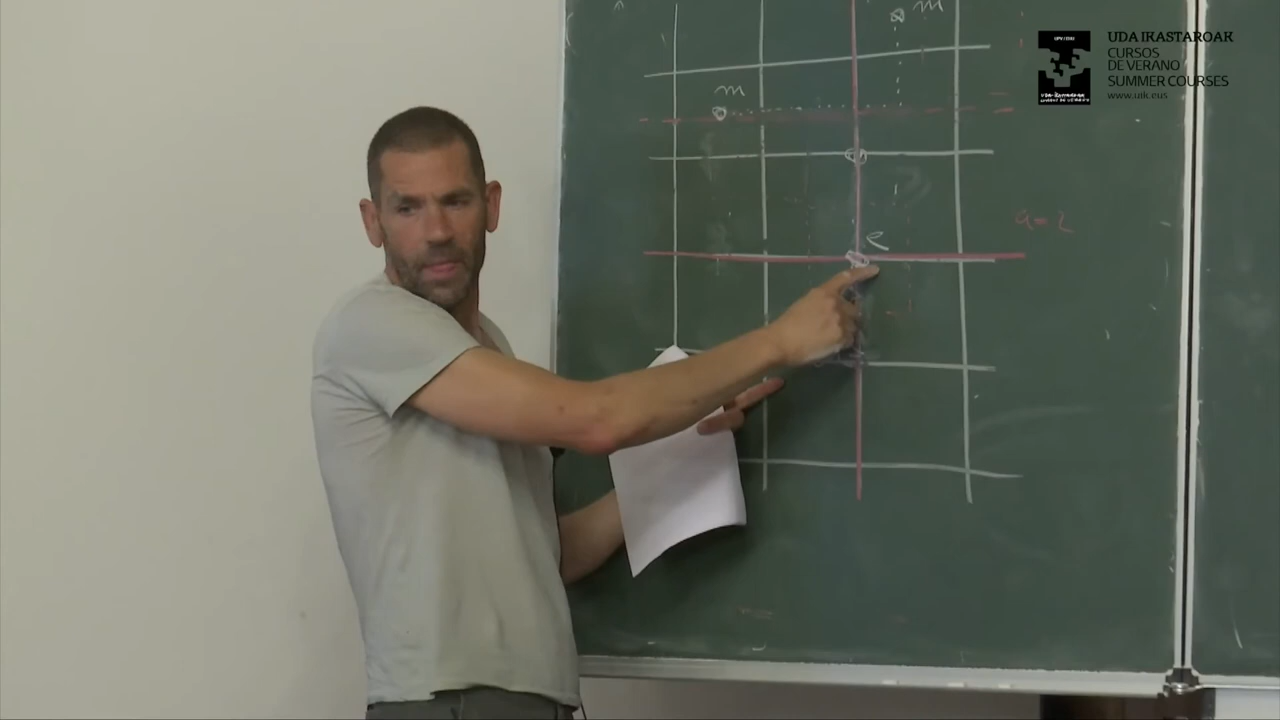 m
UDA IKASTAROAK
CURSOS
DE VERANO
SUMMER COURSES
www.uik.eus
m
a=2
e